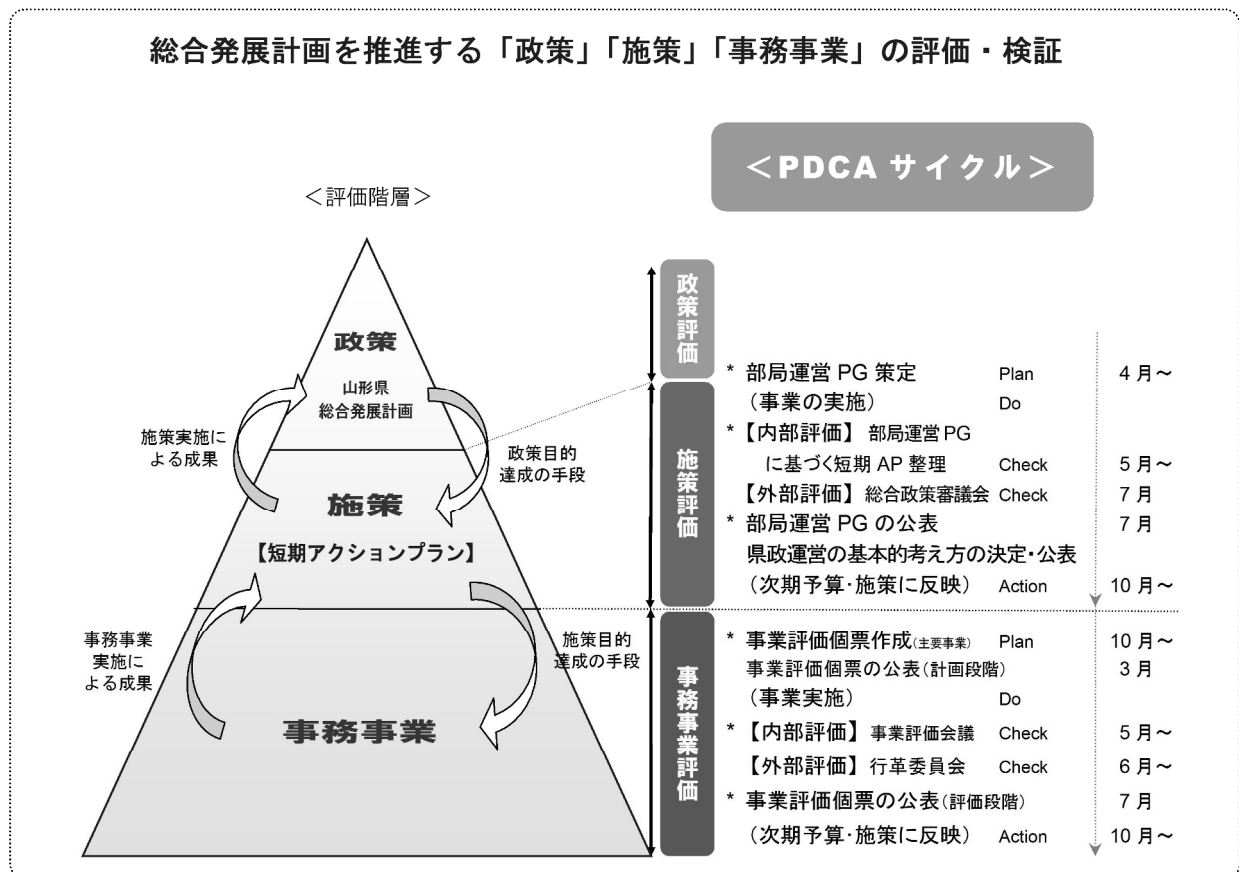 総合発展計画を推進する「政策」「施策」「事務事業」の評価・検証
＜PDCA サイクル＞
＜評価階層＞
政策
山形県
総合発展計画
施策実施に
よる成果
政策目的
達成の手段
施策
【短期アクションプラン】
事務事業
実施に
よる成果
施策目的
達成の手段
事務事業
政策評価
施策評価
* 部局運営 PG 策定 Plan 4 月～
（事業の実施） Do
* 【内部評価】 部局運営 PG
に基づく短期 AP 整理 Check 5 月～
【外部評価】 総合政策審議会 Check 7 月
* 部局運営 PG の公表 7 月
県政運営の基本的考え方の決定・公表
（次期予算・施策に反映） Action 10 月～
事務事業評価
* 事業評価個票作成（主要事業） Plan 10 月～
事業評価個票の公表（計画段階） 3 月
（事業実施） Do
* 【内部評価】 事業評価会議 Check 5 月～
【外部評価】 行革委員会 Check 6 月～
* 事業評価個票の公表（評価段階） 7 月
（次期予算・施策に反映） Action 10 月～